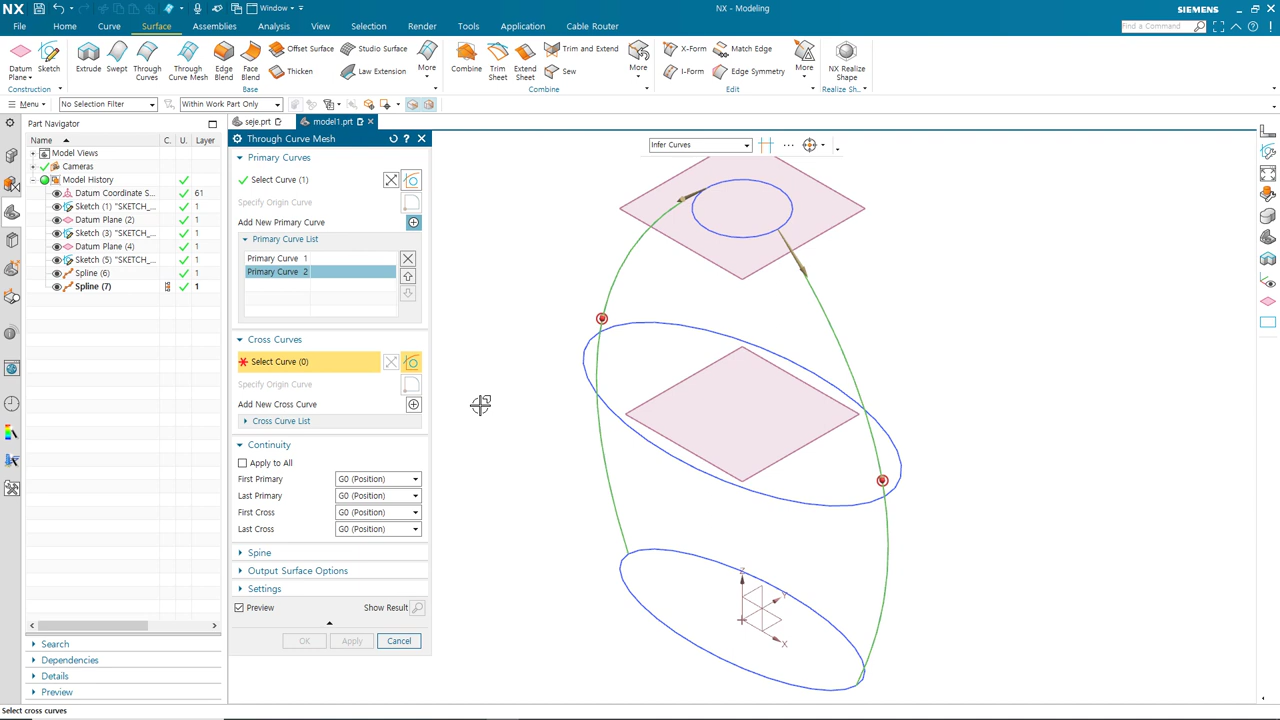 NX
Window
NX - Modeling
SIEMENS
File
Home
Curve
Surface
Assemblies
Analysis
View
Selection
Render
Tools
Application
Cable Router
Find a Command
Datum Plane
Sketch
Extrude
Swept
Through Curves
Through Curve Mesh
Edge Blend
Face Blend
Offset Surface
Thicken
Studio Surface
Law Extension
More
Combine
Trim Sheet
Extend Sheet
Trim and Extend
Sew
More
X-Form
I-Form
Match Edge
Edge Symmetry
More
NX Realize Shape
Construction
Base
Combine
Edit
Realize Sh...
Menu
No Selection Filter
Within Work Part Only
Part Navigator
seje.prt
model1.prt
Name
C.
U.
Layer
Model Views
Cameras
Model History
Datum Coordinate S... 61
Sketch (1) "SKETCH_... 1
Datum Plane (2) 1
Sketch (3) "SKETCH_... 1
Datum Plane (4) 1
Sketch (5) "SKETCH_... 1
Spline (6) 1
Spline (7) 1
Search
Dependencies
Details
Preview
Through Curve Mesh
Primary Curves
Select Curve (1)
Specify Origin Curve
Add New Primary Curve
Primary Curve List
Primary Curve 1
Primary Curve 2
Cross Curves
Select Curve (0)
Specify Origin Curve
Add New Cross Curve
Cross Curve List
Continuity
Apply to All
First Primary G0 (Position)
Last Primary G0 (Position)
First Cross G0 (Position)
Last Cross G0 (Position)
Spine
Output Surface Options
Settings
Preview
Show Result
OK
Apply
Cancel
Infer Curves
Z
Y
X
Select cross curves